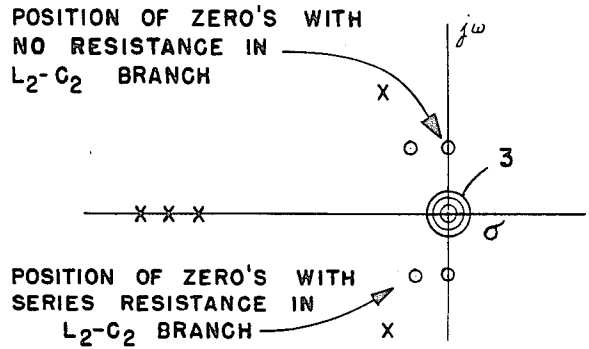 POSITION OF ZERO'S WITH
NO RESISTANCE IN
L2-C2 BRANCH
jω
X
3
X X X
σ
POSITION OF ZERO'S WITH
SERIES RESISTANCE IN
L2-C2 BRANCH
X